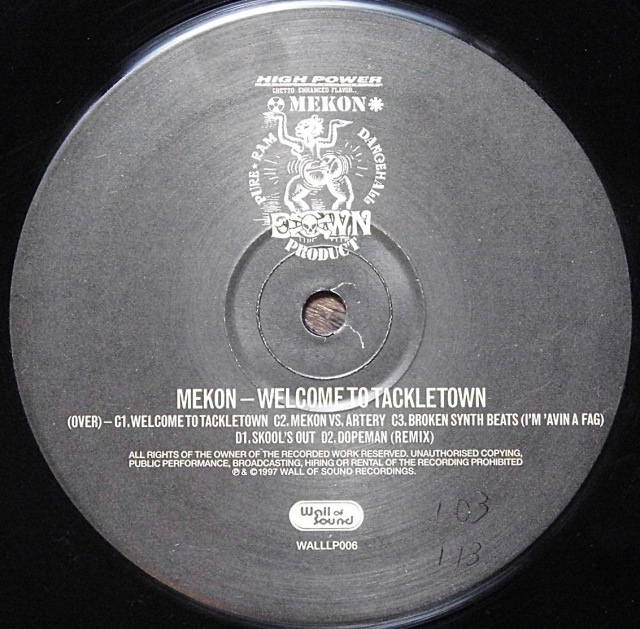 HIGH POWER
GHETTO ENHANCED FLAVOR..
MEKON
PURE RAW DANCEHALL
DOWN
PRODUCT
MEKON – WELCOME TO TACKLETOWN
(OVER) – C1. WELCOME TO TACKLETOWN C2. MEKON VS. ARTERY C3. BROKEN SYNTH BEATS (I'M 'AVIN A FAG)
D1. SKOOL'S OUT D2. DOPEMAN (REMIX)
ALL RIGHTS OF THE OWNER OF THE RECORDED WORK RESERVED. UNAUTHORISED COPYING,
PUBLIC PERFORMANCE, BROADCASTING, HIRING OR RENTAL OF THE RECORDING PROHIBITED
℗ & © 1997 WALL OF SOUND RECORDINGS.
Wall of
Sound
WALLLP006
103
113